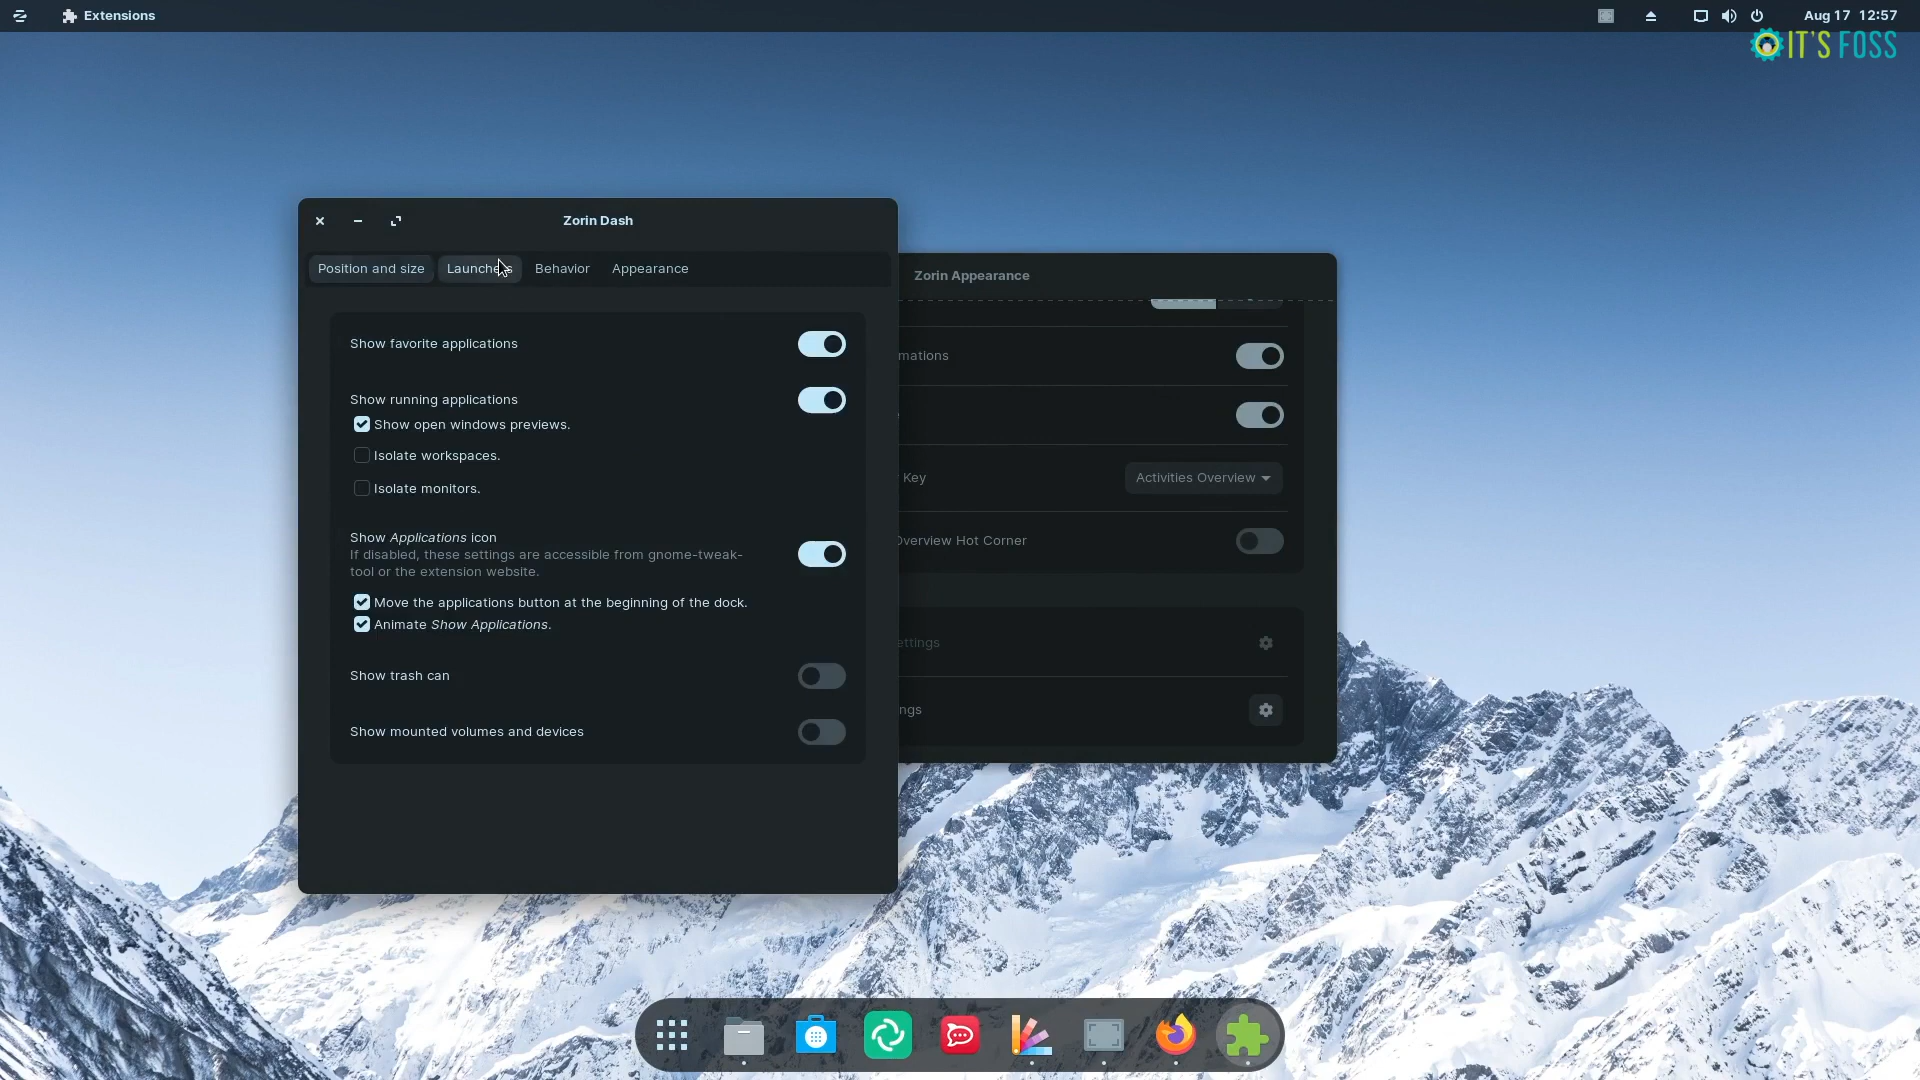 Extensions
Aug 17 12:57
IT'S FOSS
Zorin Dash
Position and size
Launchers
Behavior
Appearance
Show favorite applications
Show running applications
Show open windows previews.
Isolate workspaces.
Isolate monitors.
Show Applications icon
If disabled, these settings are accessible from gnome-tweak-
tool or the extension website.
Move the applications button at the beginning of the dock.
Animate Show Applications.
Show trash can
Show mounted volumes and devices
Zorin Appearance
mations
Key
Activities Overview
Overview Hot Corner
ettings
ngs